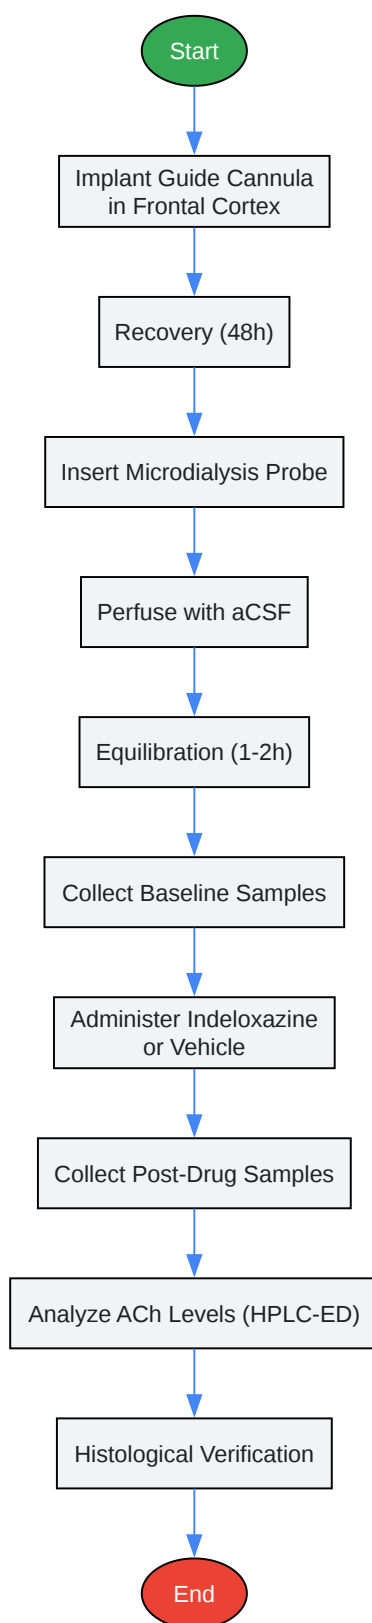 Start
Implant Guide Cannula
in Frontal Cortex
Recovery (48h)
Insert Microdialysis Probe
Perfuse with aCSF
Equilibration (1-2h)
Collect Baseline Samples
Administer Indeloxazine
or Vehicle
Collect Post-Drug Samples
Analyze ACh Levels (HPLC-ED)
Histological Verification
End